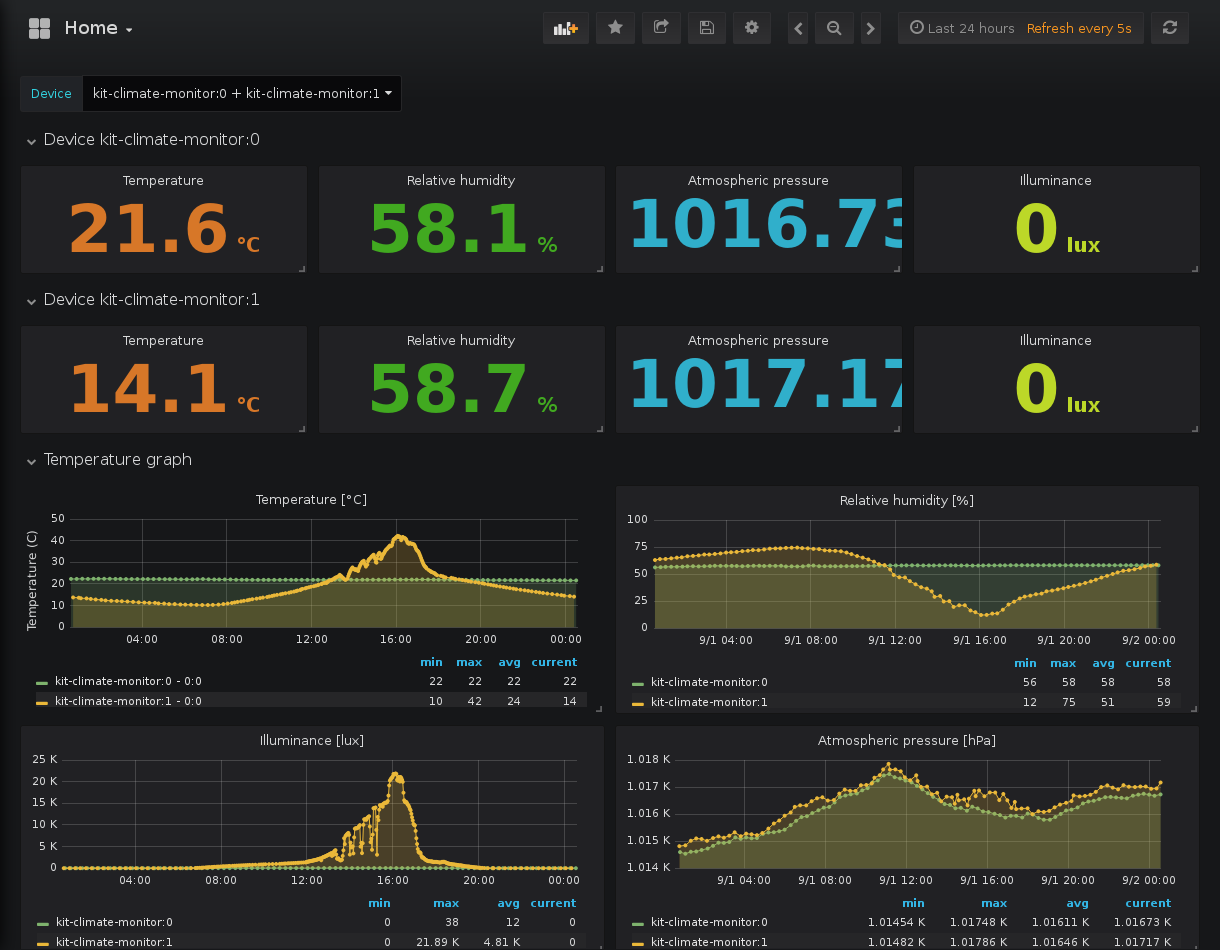 Home
Last 24 hours Refresh every 5s
Device kit-climate-monitor:0 + kit-climate-monitor:1
Device kit-climate-monitor:0
Temperature Relative humidity Atmospheric pressure Illuminance
21.6 °C 58.1 % 1016.73 0 lux
Device kit-climate-monitor:1
Temperature Relative humidity Atmospheric pressure Illuminance
14.1 °C 58.7 % 1017.17 0 lux
Temperature graph
Temperature [°C]
Temperature (C)
50
40
30
20
10
0
04:00 08:00 12:00 16:00 20:00 00:00
min max avg current
kit-climate-monitor:0 - 0:0 22 22 22 22
kit-climate-monitor:1 - 0:0 10 42 24 14
Relative humidity [%]
100
75
50
25
0
9/1 04:00 9/1 08:00 9/1 12:00 9/1 16:00 9/1 20:00 9/2 00:00
min max avg current
kit-climate-monitor:0 56 58 58 58
kit-climate-monitor:1 12 75 51 59
Illuminance [lux]
25 K
20 K
15 K
10 K
5 K
0
04:00 08:00 12:00 16:00 20:00 00:00
min max avg current
kit-climate-monitor:0 0 38 12 0
kit-climate-monitor:1 0 21.89 K 4.81 K 0
Atmospheric pressure [hPa]
1.018 K
1.017 K
1.016 K
1.015 K
1.014 K
9/1 04:00 9/1 08:00 9/1 12:00 9/1 16:00 9/1 20:00 9/2 00:00
min max avg current
kit-climate-monitor:0 1.01454 K 1.01748 K 1.01611 K 1.01673 K
kit-climate-monitor:1 1.01482 K 1.01786 K 1.01646 K 1.01717 K